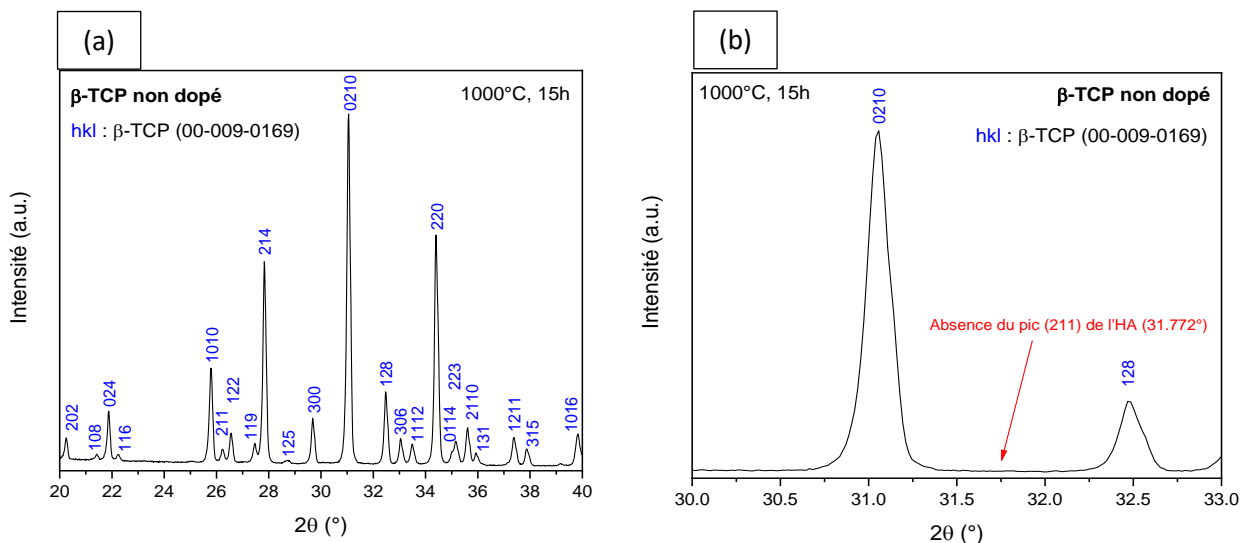 (a)
β-TCP non dopé
1000°C, 15h
hkl : β-TCP (00-009-0169)
Intensité (a.u.)
202
108
024
116
1010
211
122
119
214
125
300
0210
128
306
1112
220
0114
223
2110
131
1211
315
1016
20 22 24 26 28 30 32 34 36 38 40
2θ (°)
(b)
1000°C, 15h
β-TCP non dopé
hkl : β-TCP (00-009-0169)
Intensité (a.u.)
0210
Absence du pic (211) de l'HA (31.772°)
128
30.0 30.5 31.0 31.5 32.0 32.5 33.0
2θ (°)